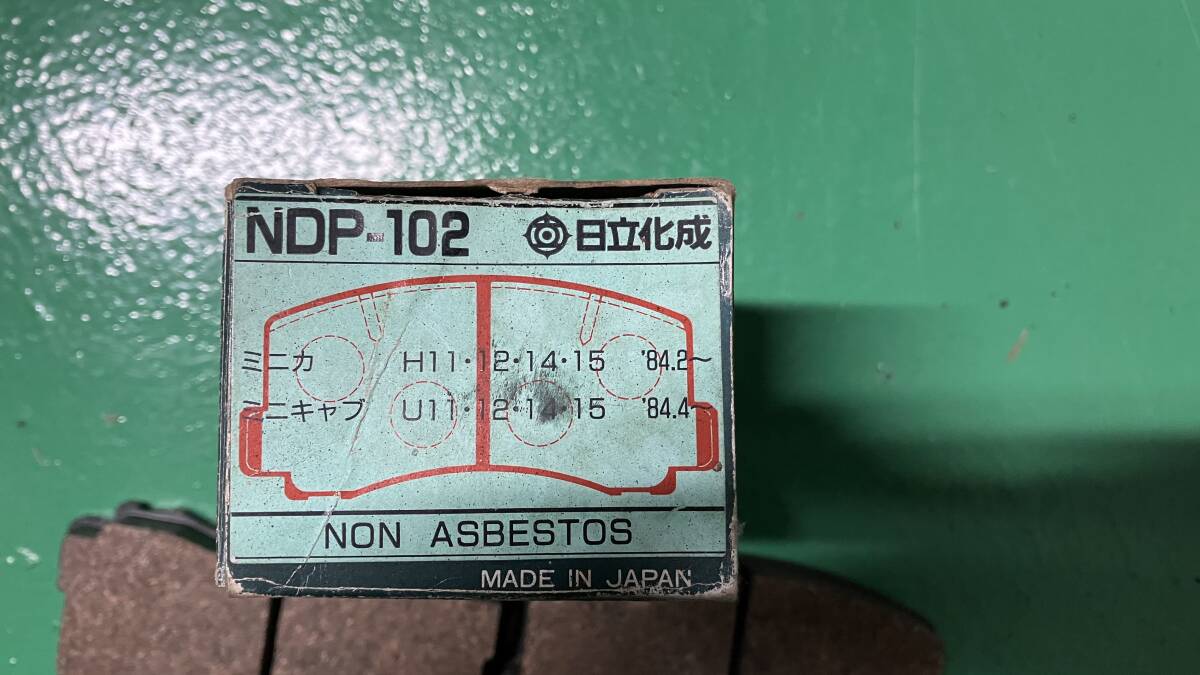 NDP-102 日立化成
ミニカ H11・12・14・15 '84.2~
ミニキャブ U11・12・14・15 '84.4~
NON ASBESTOS
MADE IN JAPAN